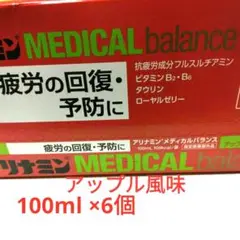 ミン MEDICAL balance
疲労の回復・
予防に
抗疲労成分フルスルチアミン
ビタミンB₂・B₆
タウリン
ローヤルゼリー
疲労の回復・予防に
アリナミン メディカルバランス
100mL
アリナミン MEDICAL
アップル風味
100ml ×6個